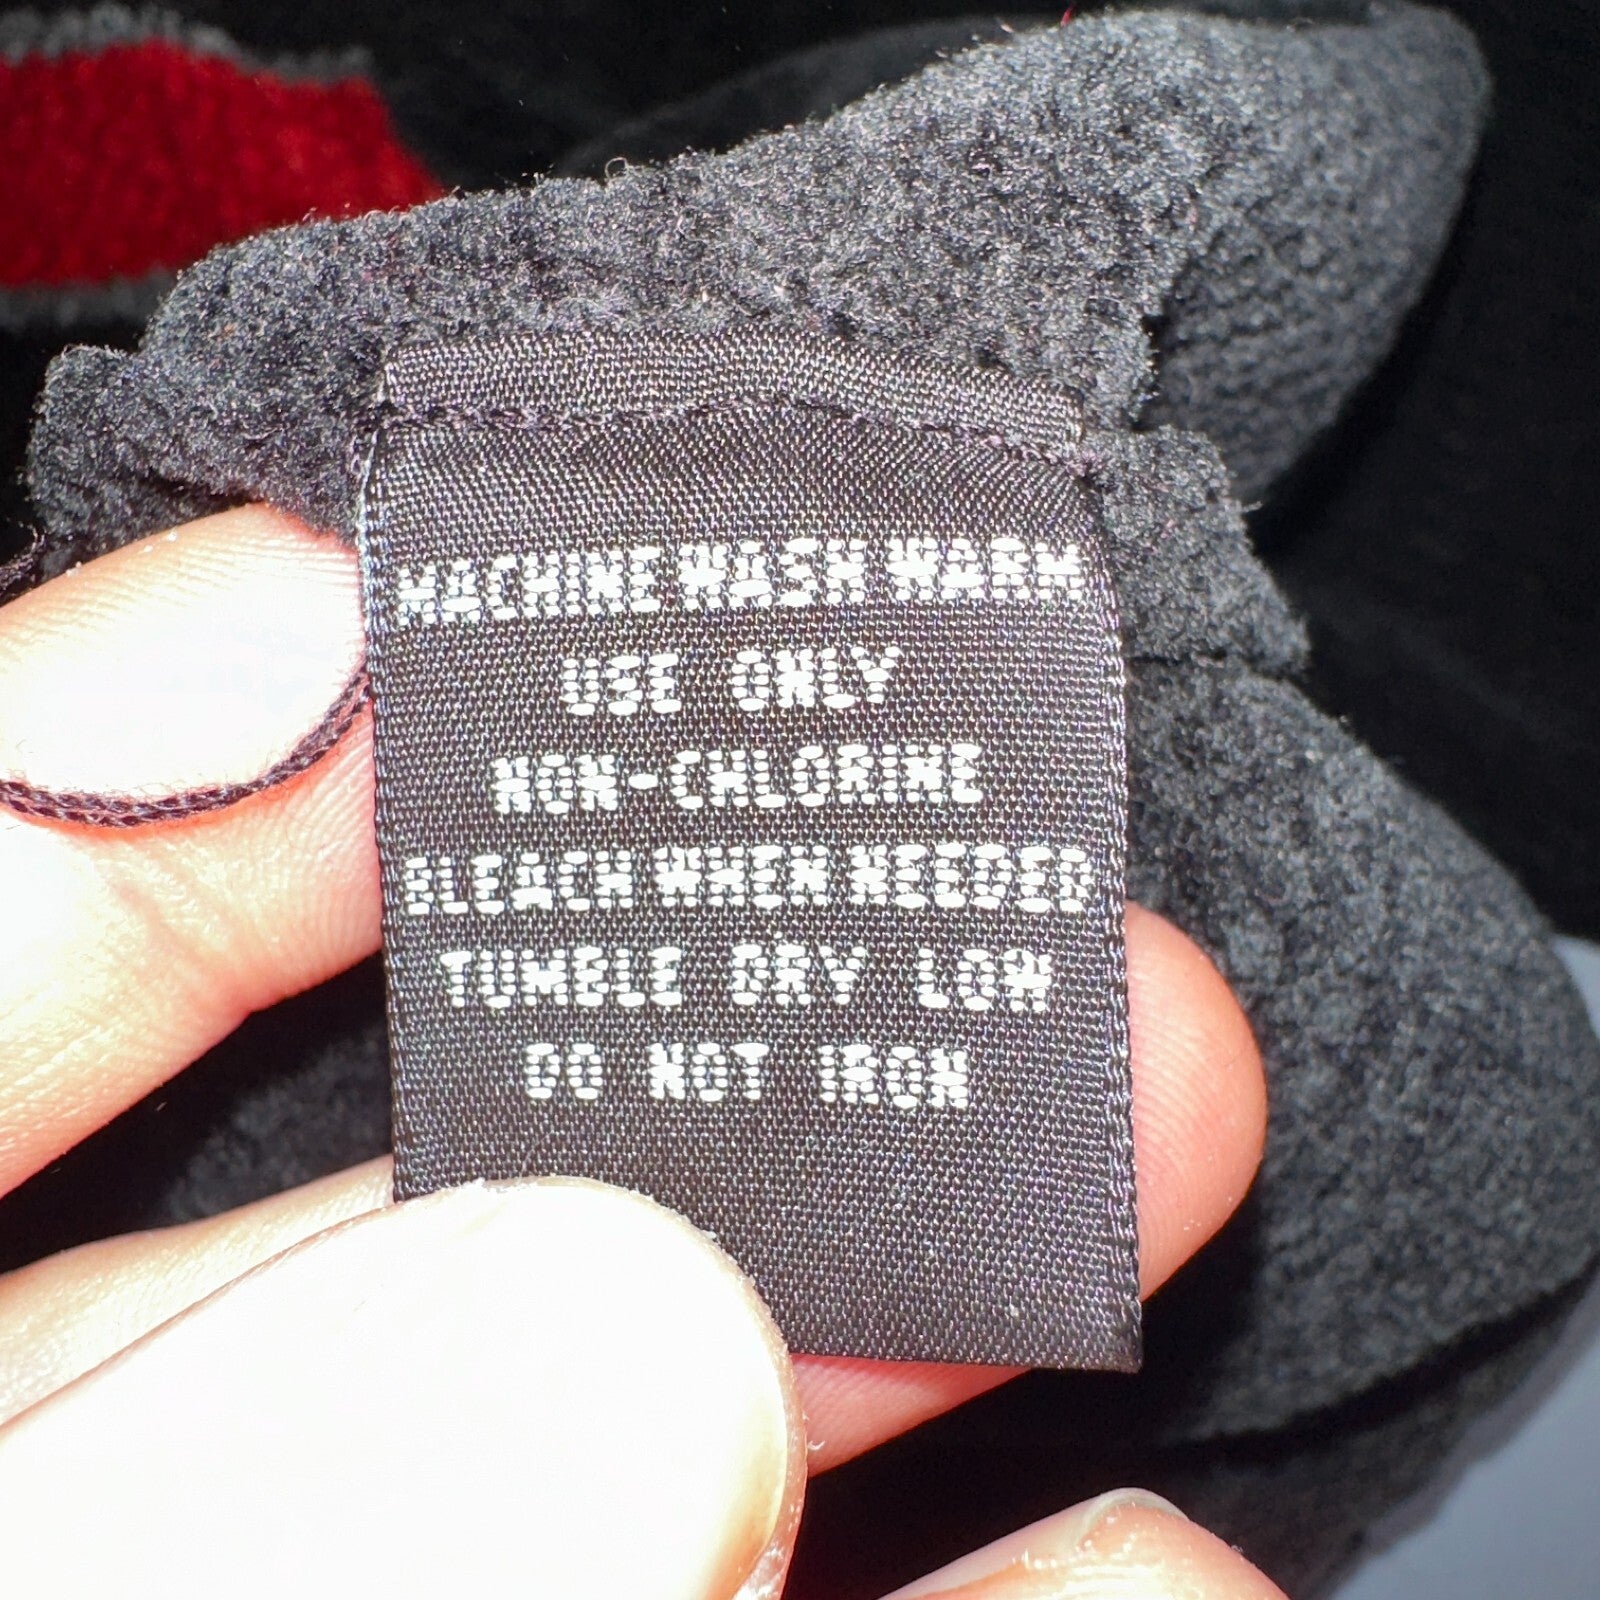 MACHINE WASH WARM
USE ONLY
NON-CHLORINE
BLEACH WHEN NEEDED
TUMBLE DRY LOW
DO NOT IRON